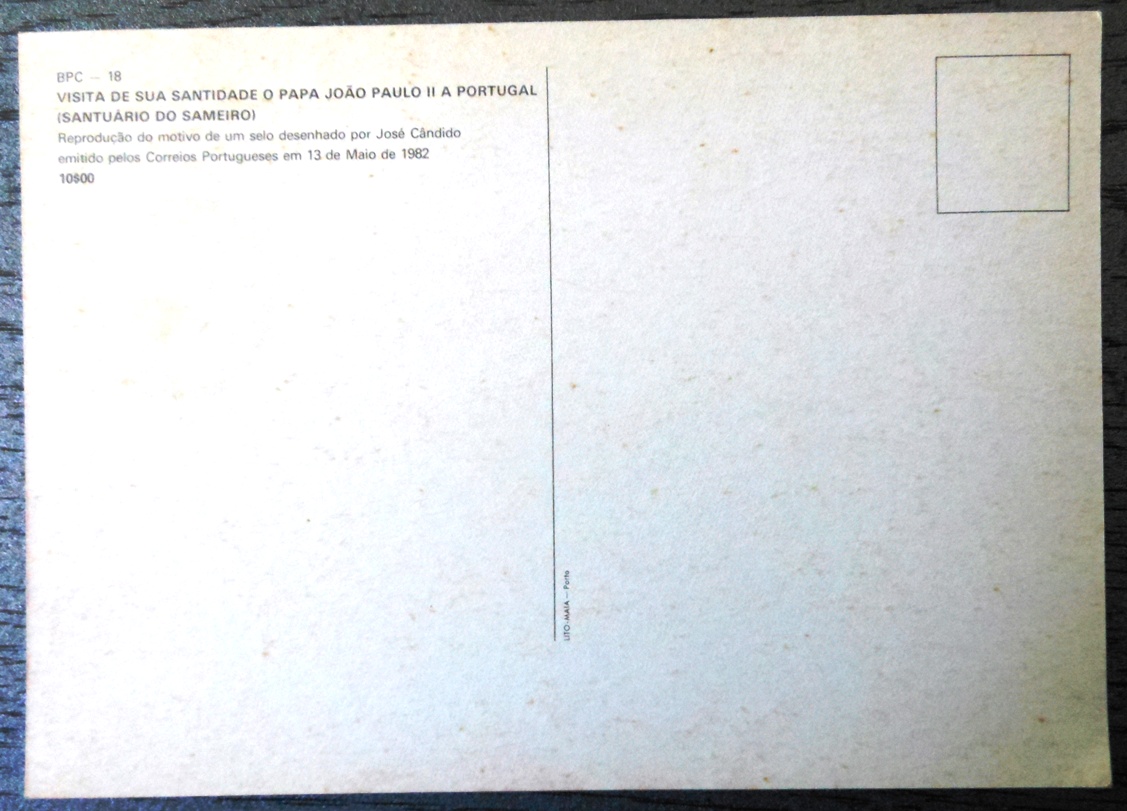 BPC — 18
VISITA DE SUA SANTIDADE O PAPA JOÃO PAULO II A PORTUGAL
(SANTUÁRIO DO SAMEIRO)
Reprodução do motivo de um selo desenhado por José Cândido
emitido pelos Correios Portugueses em 13 de Maio de 1982
10$00
LITO-MAIA — Porto